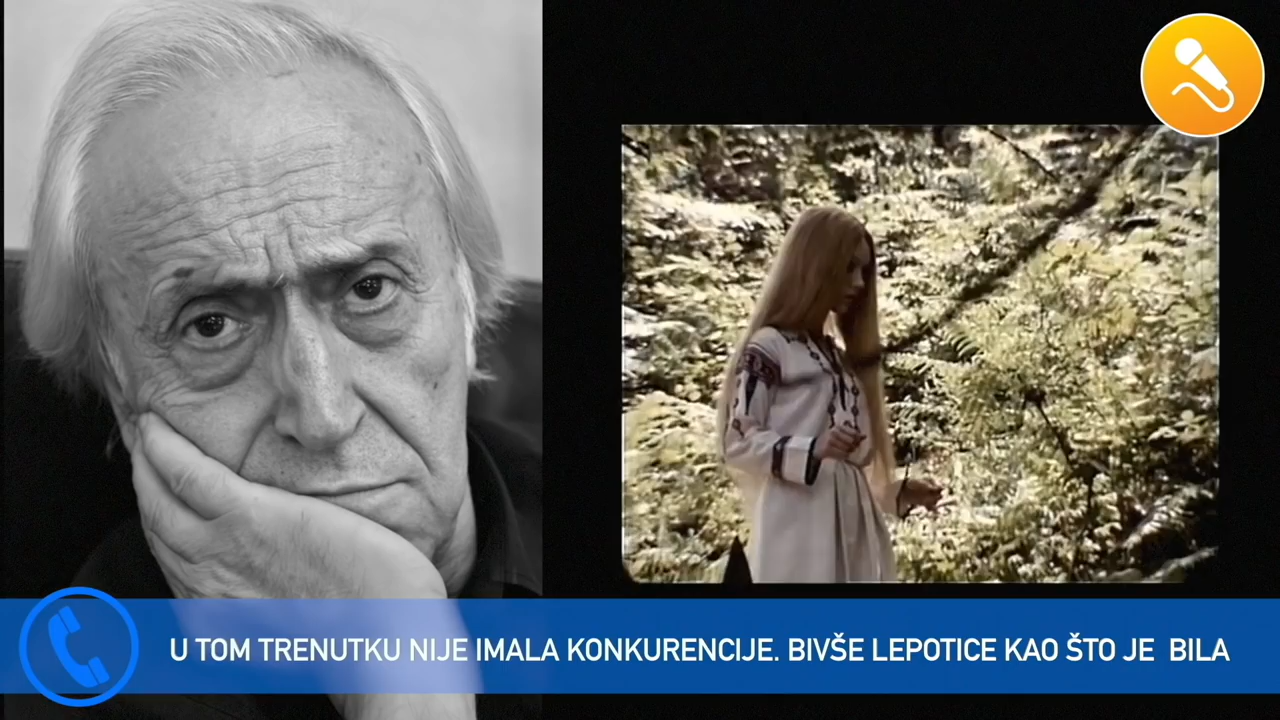 U TOM TRENUTKU NIJE IMALA KONKURENCIJE. BIVŠE LEPOTICE KAO ŠTO JE  BILA